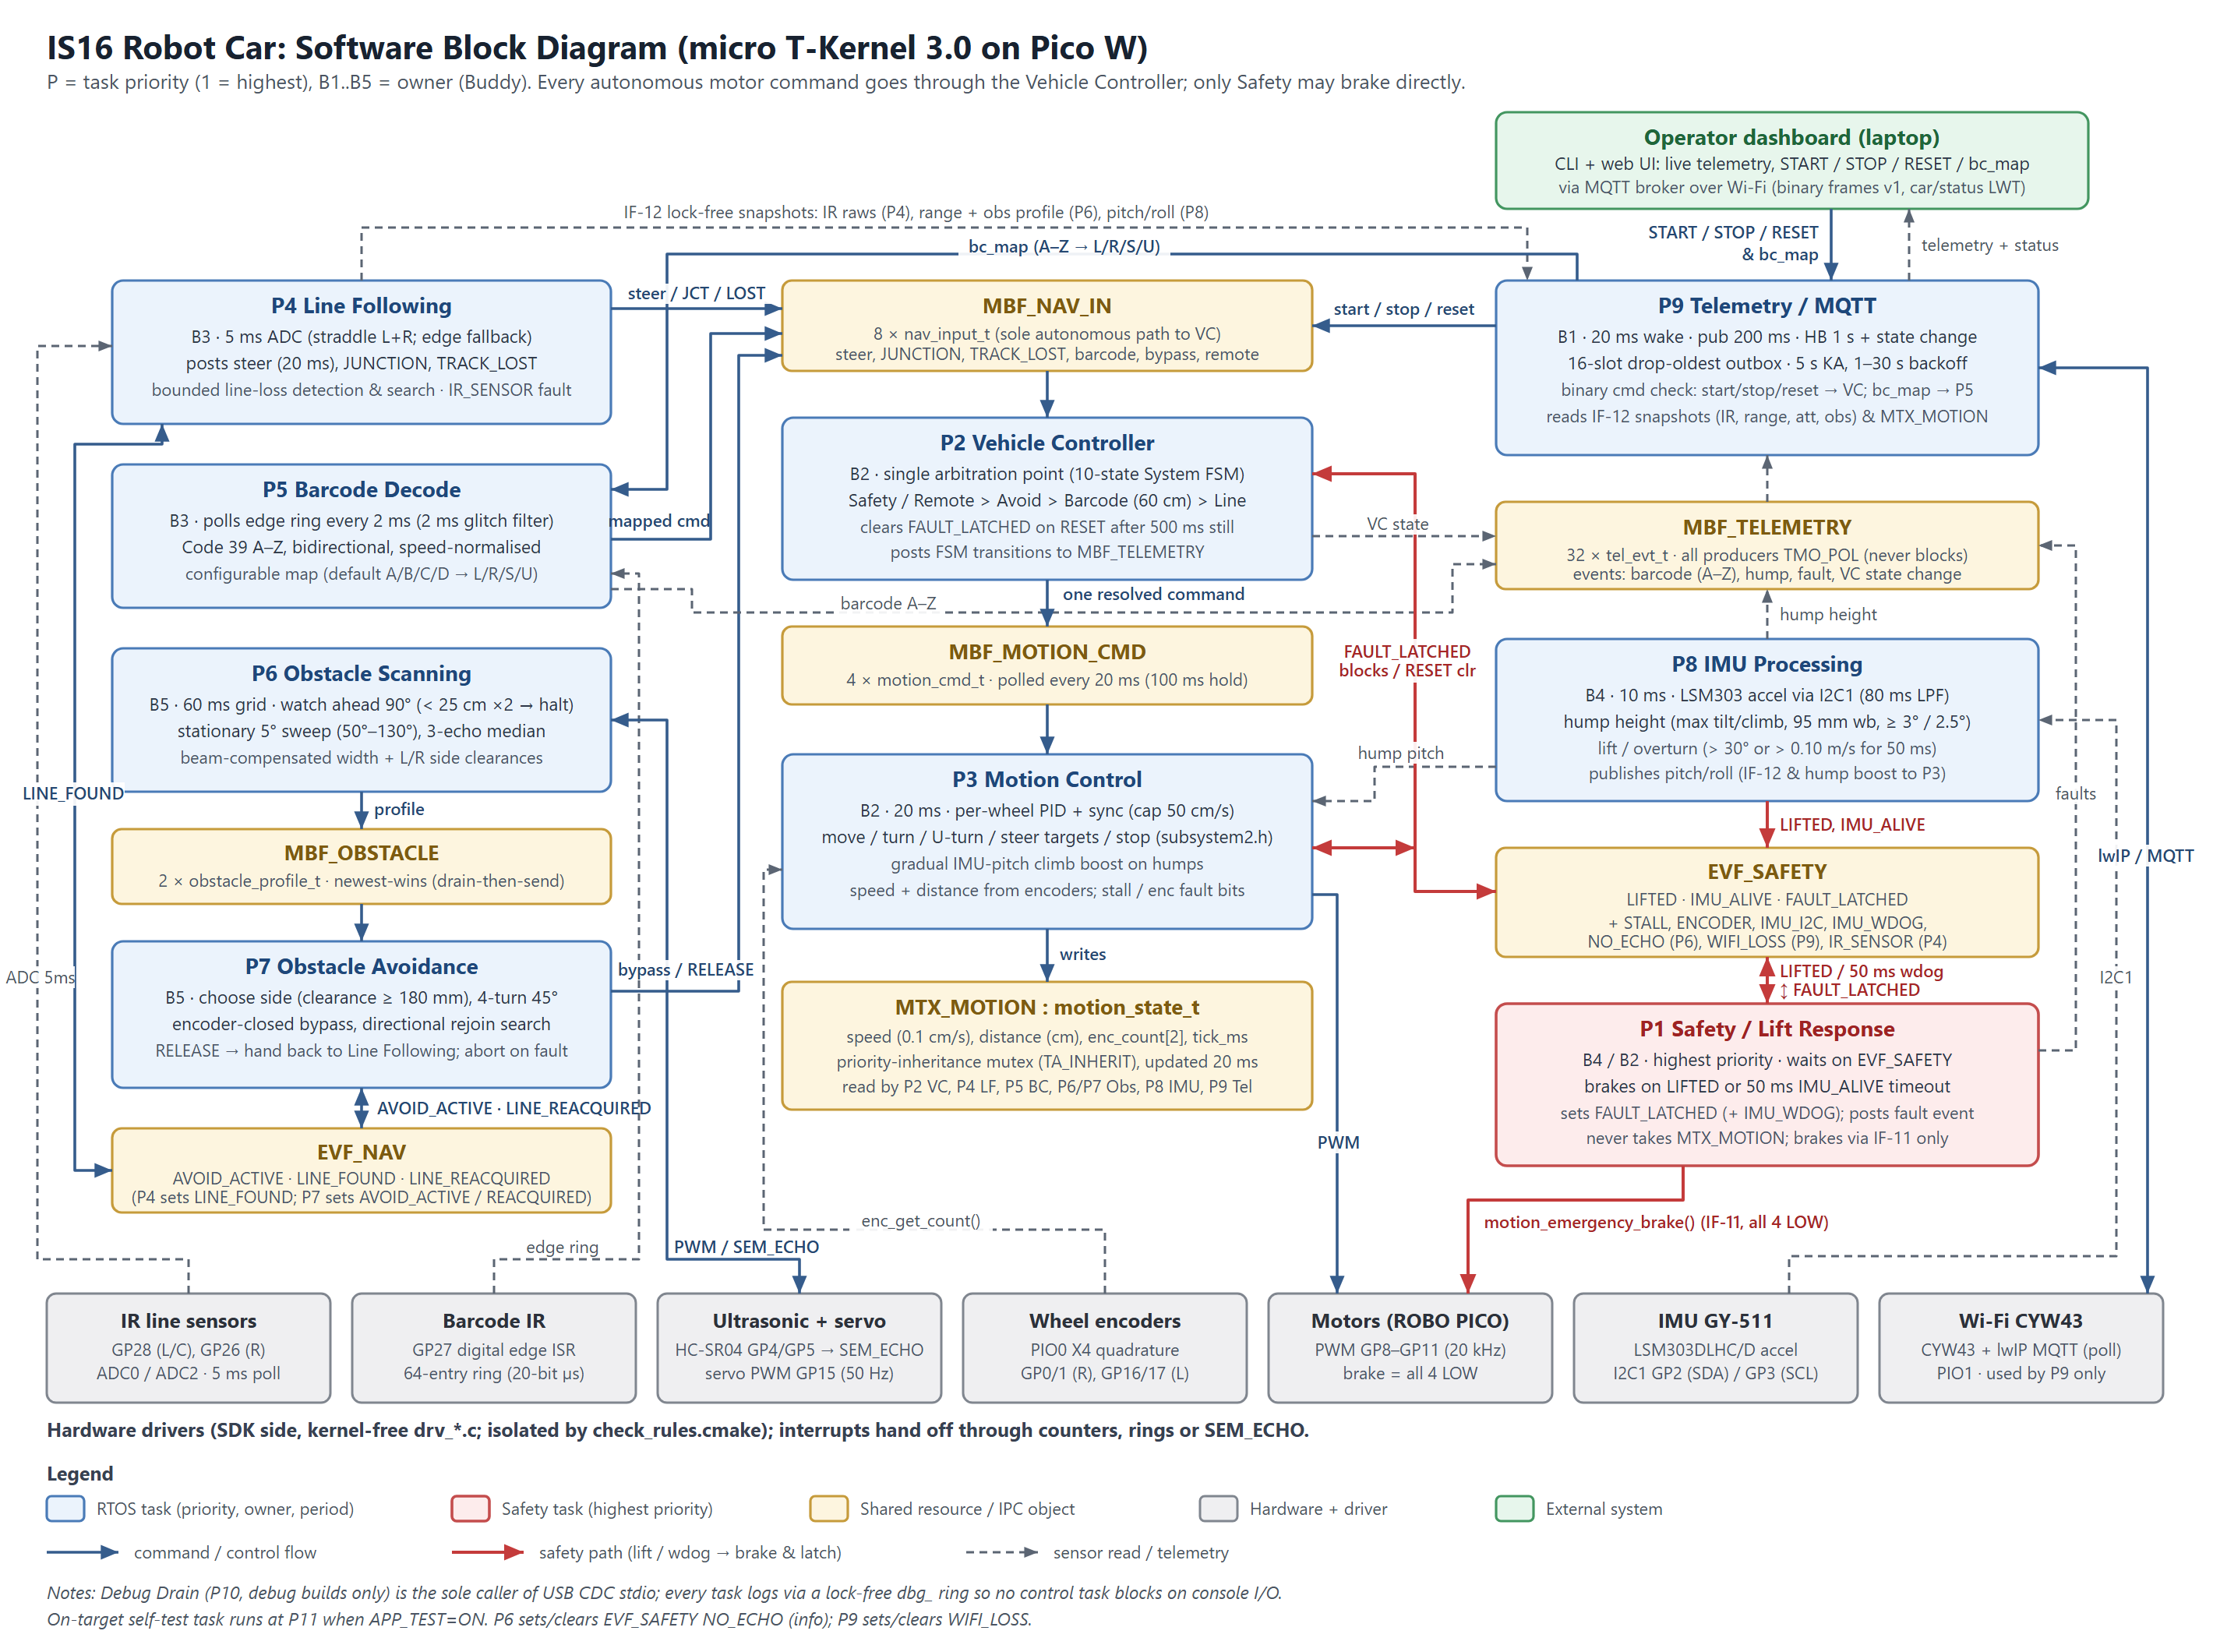 IS16 Robot Car: Software Block Diagram (micro T-Kernel 3.0 on Pico W)
P = task priority (1 = highest), B1..B5 = owner (Buddy). Every autonomous motor command goes through the Vehicle Controller; only Safety may brake directly.
Operator dashboard (laptop)
CLI + web UI: live telemetry, START / STOP / RESET / bc_map
via MQTT broker over Wi-Fi (binary frames v1, car/status LWT)
IF-12 lock-free snapshots: IR raws (P4), range + obs profile (P6), pitch/roll (P8)
START / STOP / RESET
& bc_map
telemetry + status
bc_map (A–Z → L/R/S/U)
P4 Line Following
B3 · 5 ms ADC (straddle L+R; edge fallback)
posts steer (20 ms), JUNCTION, TRACK_LOST
bounded line-loss detection & search · IR_SENSOR fault
steer / JCT / LOST
MBF_NAV_IN
8 × nav_input_t (sole autonomous path to VC)
steer, JUNCTION, TRACK_LOST, barcode, bypass, remote
start / stop / reset
P9 Telemetry / MQTT
B1 · 20 ms wake · pub 200 ms · HB 1 s + state change
16-slot drop-oldest outbox · 5 s KA, 1–30 s backoff
binary cmd check: start/stop/reset → VC; bc_map → P5
reads IF-12 snapshots (IR, range, att, obs) & MTX_MOTION
P5 Barcode Decode
B3 · polls edge ring every 2 ms (2 ms glitch filter)
Code 39 A–Z, bidirectional, speed-normalised
configurable map (default A/B/C/D → L/R/S/U)
mapped cmd
P2 Vehicle Controller
B2 · single arbitration point (10-state System FSM)
Safety / Remote > Avoid > Barcode (60 cm) > Line
clears FAULT_LATCHED on RESET after 500 ms still
posts FSM transitions to MBF_TELEMETRY
VC state
MBF_TELEMETRY
32 × tel_evt_t · all producers TMO_POL (never blocks)
events: barcode (A–Z), hump, fault, VC state change
barcode A–Z
one resolved command
hump height
P6 Obstacle Scanning
B5 · 60 ms grid · watch ahead 90° (< 25 cm ×2 → halt)
stationary 5° sweep (50°–130°), 3-echo median
beam-compensated width + L/R side clearances
MBF_MOTION_CMD
4 × motion_cmd_t · polled every 20 ms (100 ms hold)
FAULT_LATCHED
blocks / RESET clr
P8 IMU Processing
B4 · 10 ms · LSM303 accel via I2C1 (80 ms LPF)
hump height (max tilt/climb, 95 mm wb, ≥ 3° / 2.5°)
lift / overturn (> 30° or > 0.10 m/s for 50 ms)
publishes pitch/roll (IF-12 & hump boost to P3)
hump pitch
LINE_FOUND
profile
P3 Motion Control
B2 · 20 ms · per-wheel PID + sync (cap 50 cm/s)
move / turn / U-turn / steer targets / stop (subsystem2.h)
gradual IMU-pitch climb boost on humps
speed + distance from encoders; stall / enc fault bits
faults
LIFTED, IMU_ALIVE
lwIP / MQTT
MBF_OBSTACLE
2 × obstacle_profile_t · newest-wins (drain-then-send)
EVF_SAFETY
LIFTED · IMU_ALIVE · FAULT_LATCHED
+ STALL, ENCODER, IMU_I2C, IMU_WDOG,
NO_ECHO (P6), WIFI_LOSS (P9), IR_SENSOR (P4)
P7 Obstacle Avoidance
B5 · choose side (clearance ≥ 180 mm), 4-turn 45°
encoder-closed bypass, directional rejoin search
RELEASE → hand back to Line Following; abort on fault
ADC 5ms
bypass / RELEASE
writes
LIFTED / 50 ms wdog
↕ FAULT_LATCHED
I2C1
MTX_MOTION : motion_state_t
speed (0.1 cm/s), distance (cm), enc_count[2], tick_ms
priority-inheritance mutex (TA_INHERIT), updated 20 ms
read by P2 VC, P4 LF, P5 BC, P6/P7 Obs, P8 IMU, P9 Tel
P1 Safety / Lift Response
B4 / B2 · highest priority · waits on EVF_SAFETY
brakes on LIFTED or 50 ms IMU_ALIVE timeout
sets FAULT_LATCHED (+ IMU_WDOG); posts fault event
never takes MTX_MOTION; brakes via IF-11 only
AVOID_ACTIVE · LINE_REACQUIRED
EVF_NAV
AVOID_ACTIVE · LINE_FOUND · LINE_REACQUIRED
(P4 sets LINE_FOUND; P7 sets AVOID_ACTIVE / REACQUIRED)
PWM
enc_get_count()
motion_emergency_brake() (IF-11, all 4 LOW)
edge ring
PWM / SEM_ECHO
IR line sensors
GP28 (L/C), GP26 (R)
ADC0 / ADC2 · 5 ms poll
Barcode IR
GP27 digital edge ISR
64-entry ring (20-bit µs)
Ultrasonic + servo
HC-SR04 GP4/GP5 → SEM_ECHO
servo PWM GP15 (50 Hz)
Wheel encoders
PIO0 X4 quadrature
GP0/1 (R), GP16/17 (L)
Motors (ROBO PICO)
PWM GP8–GP11 (20 kHz)
brake = all 4 LOW
IMU GY-511
LSM303DLHC/D accel
I2C1 GP2 (SDA) / GP3 (SCL)
Wi-Fi CYW43
CYW43 + lwIP MQTT (poll)
PIO1 · used by P9 only
Hardware drivers (SDK side, kernel-free drv_*.c; isolated by check_rules.cmake); interrupts hand off through counters, rings or SEM_ECHO.
Legend
RTOS task (priority, owner, period)
Safety task (highest priority)
Shared resource / IPC object
Hardware + driver
External system
command / control flow
safety path (lift / wdog → brake & latch)
sensor read / telemetry
Notes: Debug Drain (P10, debug builds only) is the sole caller of USB CDC stdio; every task logs via a lock-free dbg_ ring so no control task blocks on console I/O.
On-target self-test task runs at P11 when APP_TEST=ON. P6 sets/clears EVF_SAFETY NO_ECHO (info); P9 sets/clears WIFI_LOSS.